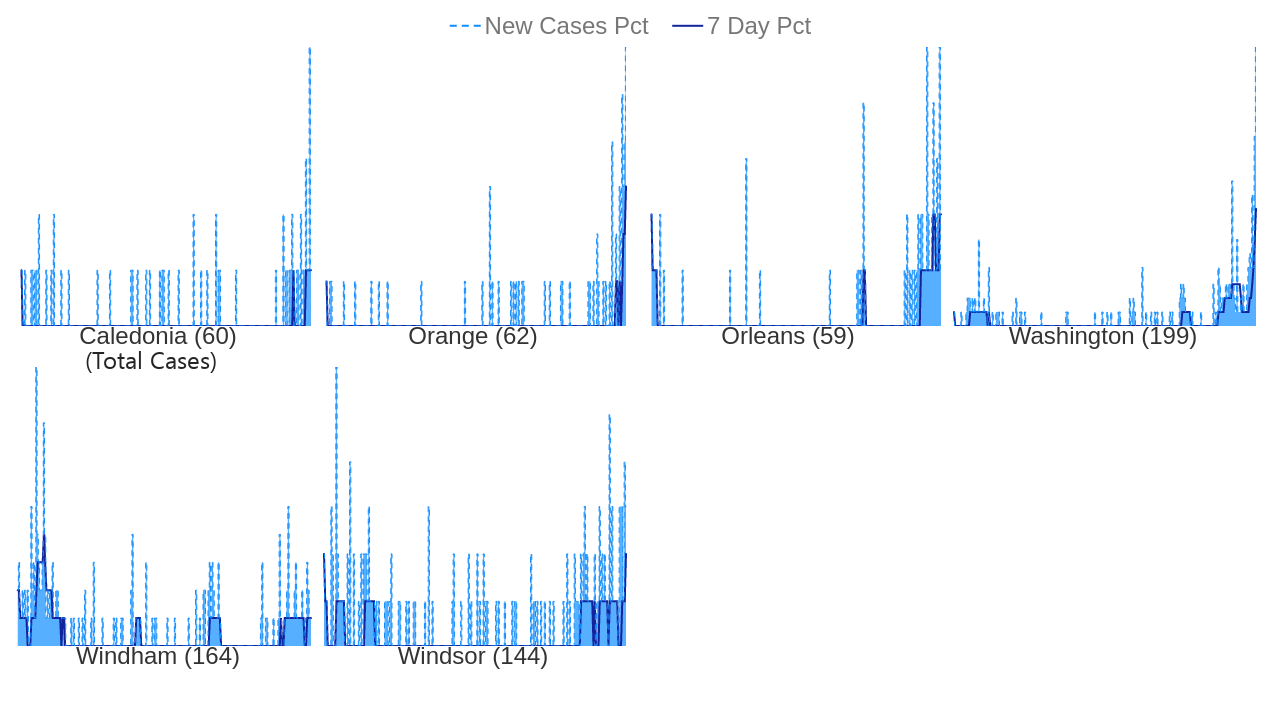 New Cases Pct 7 Day Pct
Caledonia (60) Orange (62) Orleans (59) Washington (199)
(Total Cases)
Windham (164) Windsor (144)